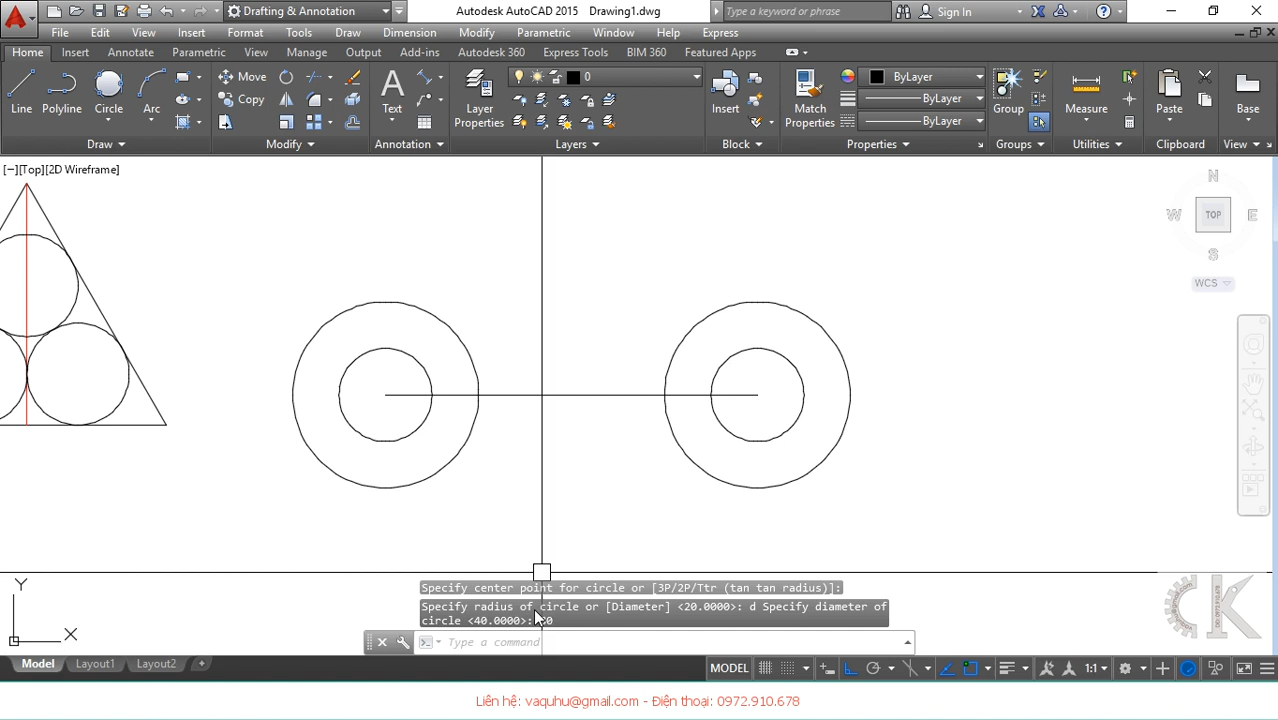 Drafting & Annotation
Autodesk AutoCAD 2015 Drawing1.dwg
Type a keyword or phrase
Sign In
File Edit View Insert Format Tools Draw Dimension Modify Parametric Window Help Express
Home Insert Annotate Parametric View Manage Output Add-ins Autodesk 360 Express Tools BIM 360 Featured Apps
Line
Polyline
Circle
Arc
Move
Copy
Text
Layer
Properties
0
Insert
Match
Properties
ByLayer
ByLayer
ByLayer
Group
Measure
Paste
Base
Draw Modify Annotation Layers Block Properties Groups Utilities Clipboard View
[−][Top][2D Wireframe]
N
W TOP E
S
WCS
Y
X
Specify center point for circle or [3P/2P/Ttr (tan tan radius)]:
Specify radius of circle or [Diameter] <20.0000>: d Specify diameter of
circle <40.0000>:
Type a command
Model Layout1 Layout2 +
MODEL
1:1
Liên hệ: vaquhu@gmail.com - Điện thoại: 0972.910.678